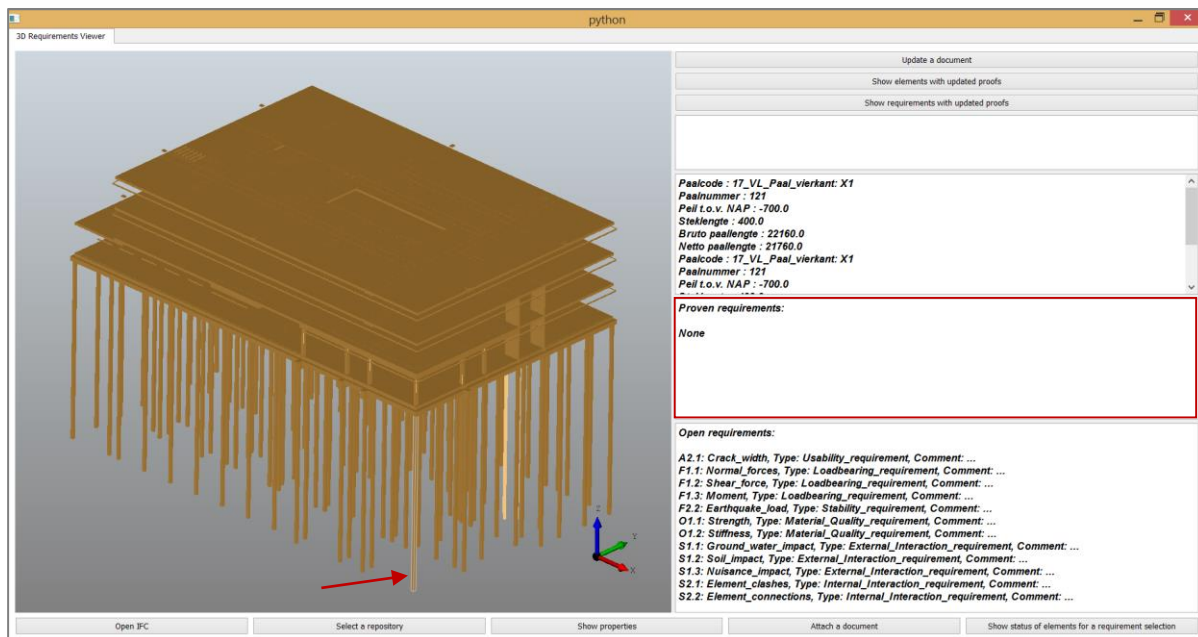 python
3D Requirements Viewer
Update a document
Show elements with updated proofs
Show requirements with updated proofs
Paalcode : 17_VL_Paal_vierkant: X1
Paalnummer : 121
Peil t.o.v. NAP : -700.0
Steklengte : 400.0
Bruto paallengte : 22160.0
Netto paallengte : 21760.0
Paalcode : 17_VL_Paal_vierkant: X1
Paalnummer : 121
Peil t.o.v. NAP : -700.0
Proven requirements:
None
Open requirements:
A2.1: Crack_width, Type: Usability_requirement, Comment: ...
F1.1: Normal_forces, Type: Loadbearing_requirement, Comment: ...
F1.2: Shear_force, Type: Loadbearing_requirement, Comment: ...
F1.3: Moment, Type: Loadbearing_requirement, Comment: ...
F2.2: Earthquake_load, Type: Stability_requirement, Comment: ...
O1.1: Strength, Type: Material_Quality_requirement, Comment: ...
O1.2: Stiffness, Type: Material_Quality_requirement, Comment: ...
S1.1: Ground_water_impact, Type: External_Interaction_requirement, Comment: ...
S1.2: Soil_impact, Type: External_Interaction_requirement, Comment: ...
S1.3: Nuisance_impact, Type: External_Interaction_requirement, Comment: ...
S2.1: Element_clashes, Type: Internal_Interaction_requirement, Comment: ...
S2.2: Element_connections, Type: Internal_Interaction_requirement, Comment: ...
Z
Y
X
Open IFC
Select a repository
Show properties
Attach a document
Show status of elements for a requirement selection